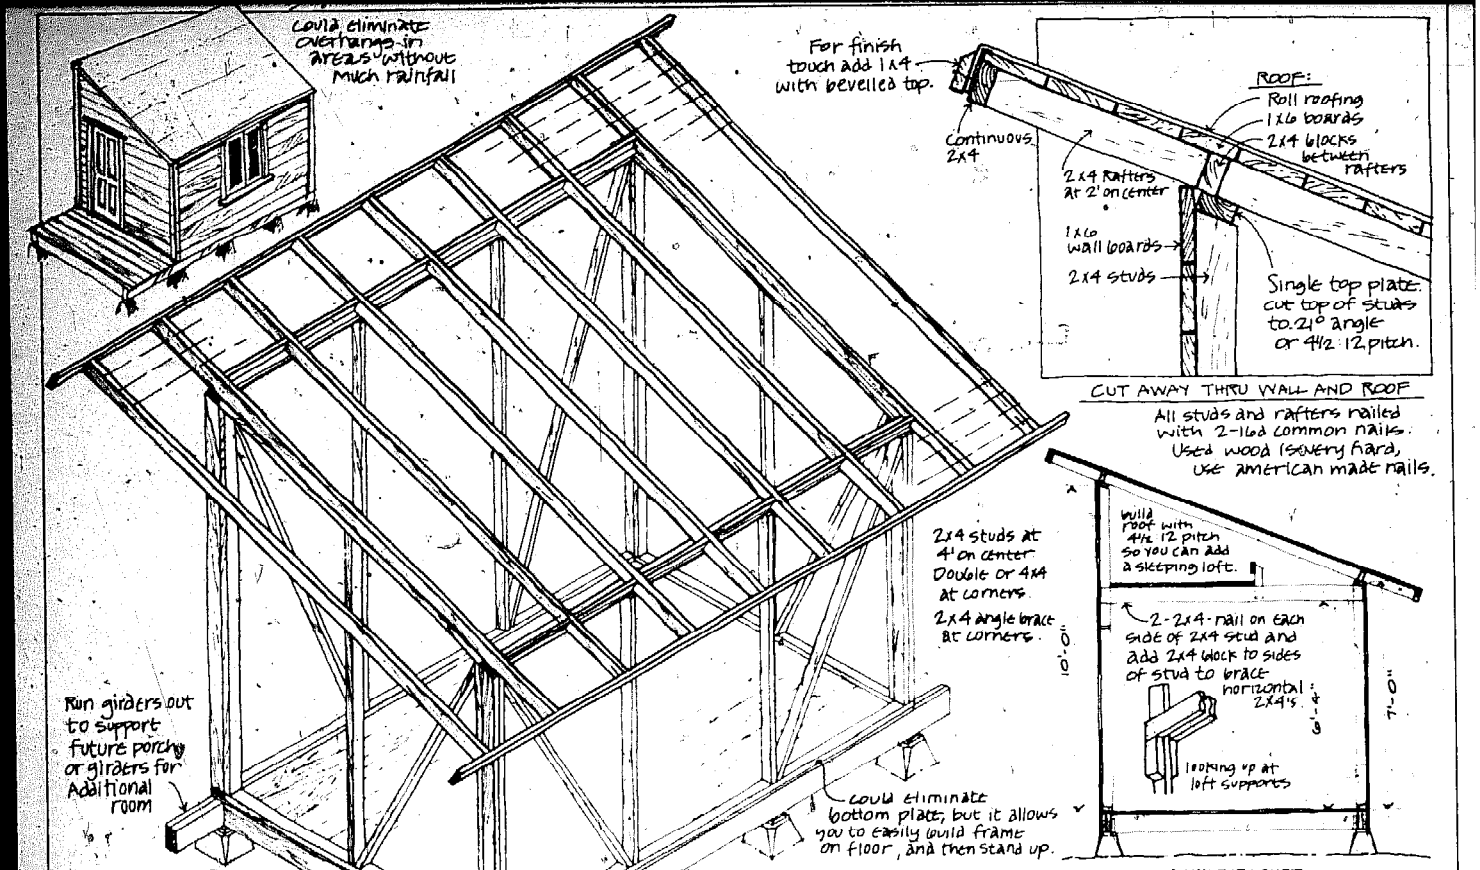 Could eliminate
overhangs in
areas without
much rainfall
For finish
touch add 1x4
with bevelled top.
Continuous
2x4
2x4 Rafters
at 2' on center
1x6
wall boards
2x4 studs
ROOF:
Roll roofing
1x6 boards
2x4 blocks
between
rafters
Single top plate.
cut top of studs
to 21° angle
or 4½:12 pitch.
CUT AWAY THRU WALL AND ROOF
All studs and rafters nailed
with 2-16d common nails.
Used wood is very hard,
use american made nails.
2x4 studs at
4' on center
Double or 4x4
at corners.
2x4 angle brace
at corners.
build
roof with
4½ 12 pitch
so you can add
a sleeping loft.
2-2x4-nail on each
side of 2x4 stud and
add 2x4 block to sides
of stud to brace
horizontal
2x4's
10'-0"
6'-4"
7'-0"
looking up at
loft supports
Run girders out
to support
future porch
or girders for
Additional
room
Could eliminate
bottom plate, but it allows
you to easily build frame
on floor, and then stand up.